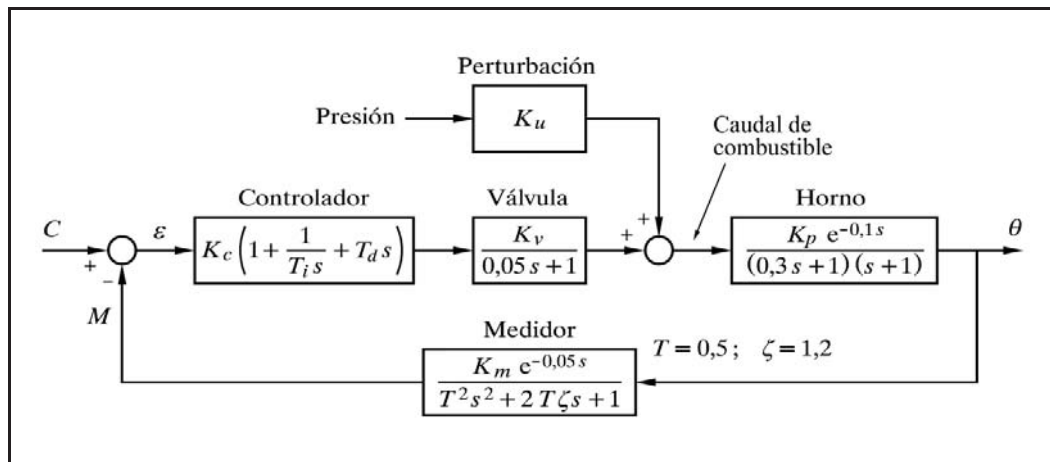 Perturbación
Presión
K_u
Caudal de
combustible
Controlador
Válvula
Horno
C
ε
K_c (1 + 1/(T_i s) + T_d s)
K_v
0,05 s + 1
K_p e^{-0,1 s}
(0,3 s + 1) (s + 1)
θ
+
−
+
+
M
Medidor
T = 0,5 ; ζ = 1,2
K_m e^{-0,05 s}
T^2 s^2 + 2 T ζ s + 1